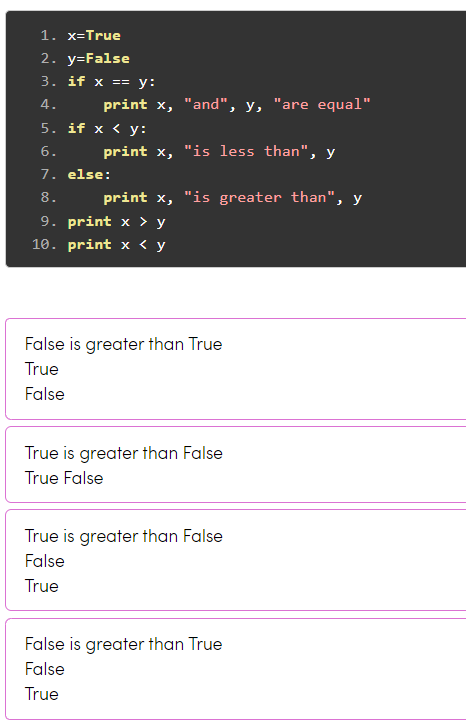 1. x=True
2. y=False
3. if x == y:
4.     print x, "and", y, "are equal"
5. if x < y:
6.     print x, "is less than", y
7. else:
8.     print x, "is greater than", y
9. print x > y
10. print x < y
False is greater than True
True
False
True is greater than False
True False
True is greater than False
False
True
False is greater than True
False
True